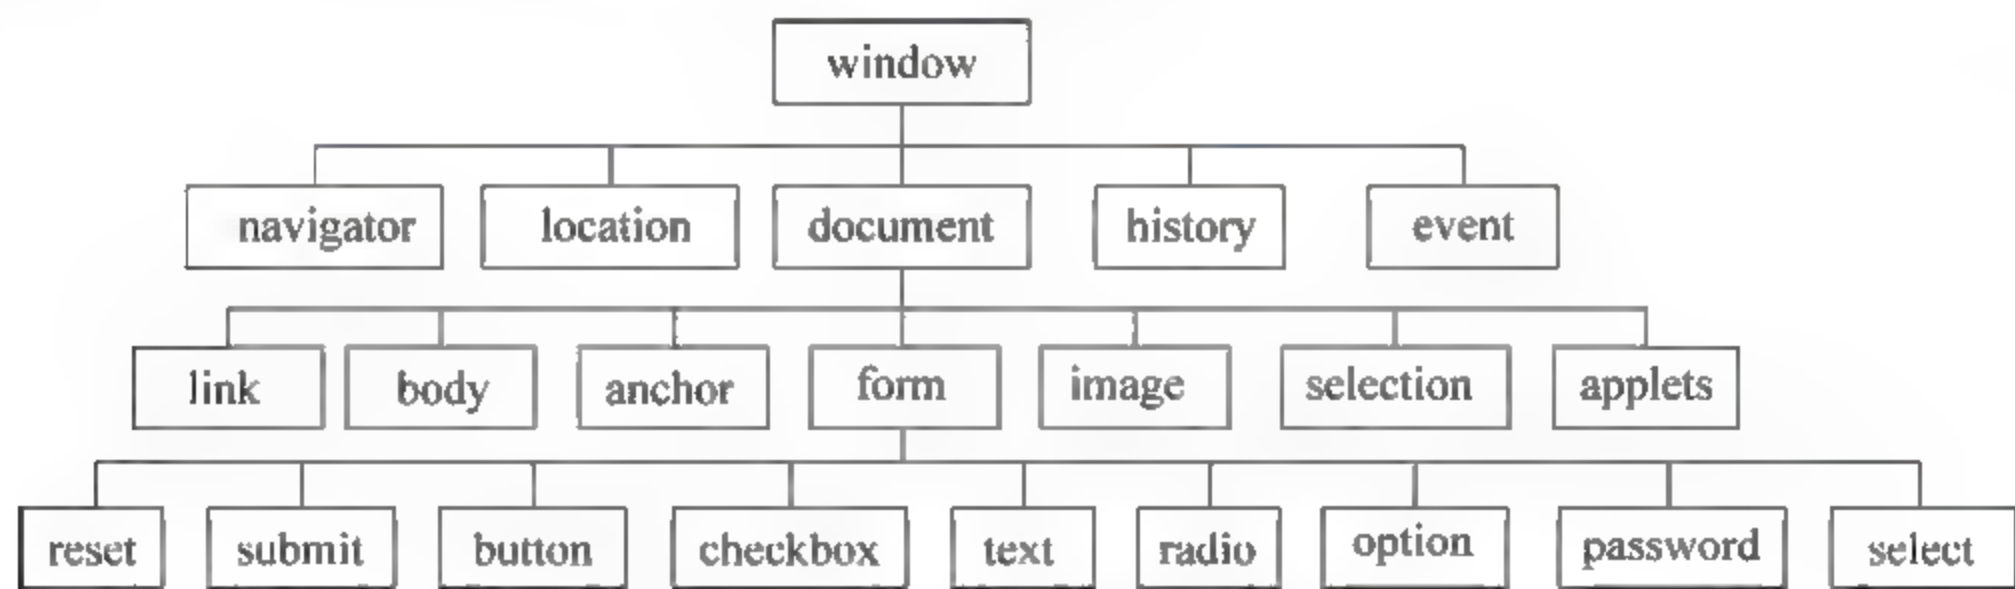 window
navigator location document history event
link body anchor form image selection applets
reset submit button checkbox text radio option password select